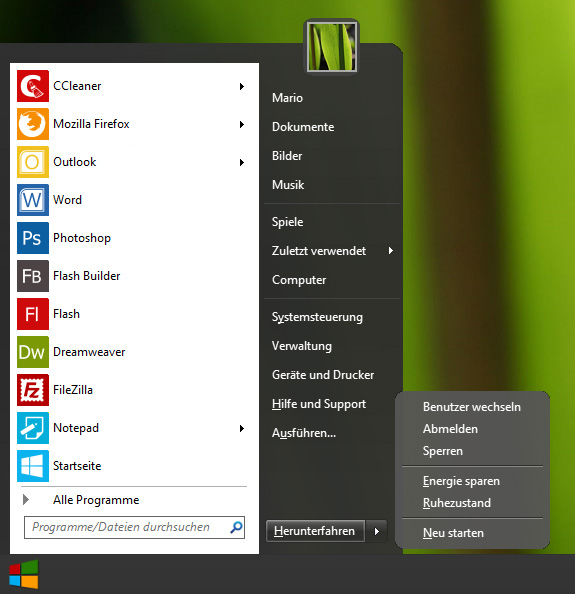 CCleaner
Mozilla Firefox
Outlook
Word
Ps
Photoshop
FB
Flash Builder
Fl
Flash
Dw
Dreamweaver
Fz
FileZilla
Notepad
Startseite
Alle Programme
Programme/Dateien durchsuchen
Mario
Dokumente
Bilder
Musik
Spiele
Zuletzt verwendet
Computer
Systemsteuerung
Verwaltung
Geräte und Drucker
Hilfe und Support
Ausführen...
Herunterfahren
Benutzer wechseln
Abmelden
Sperren
Energie sparen
Ruhezustand
Neu starten